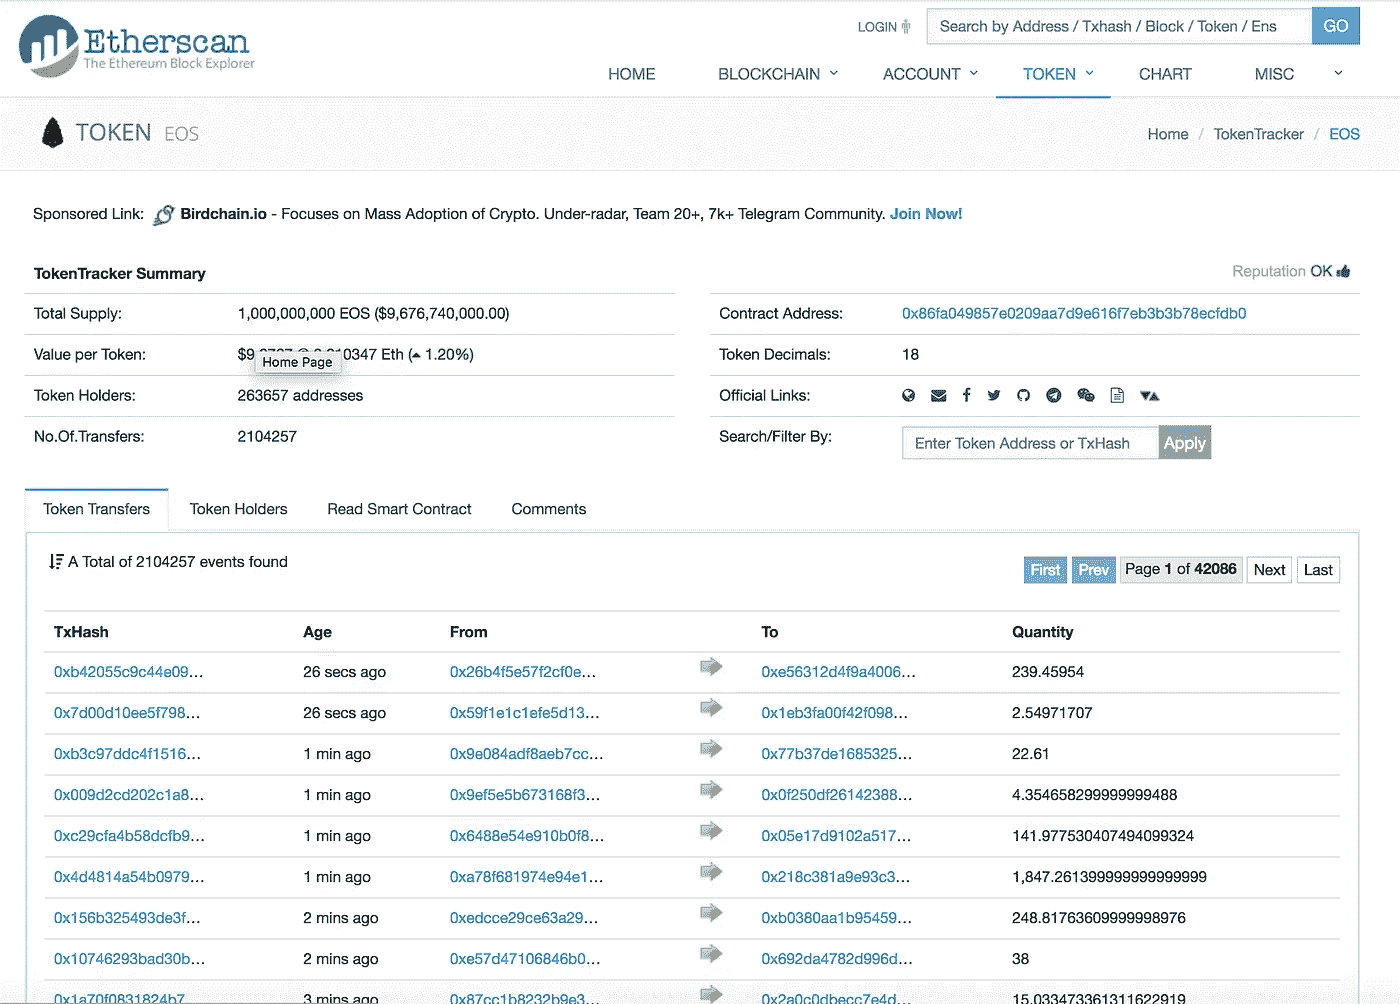 Etherscan
The Ethereum Block Explorer
LOGIN
Search by Address / Txhash / Block / Token / Ens
GO
HOME BLOCKCHAIN ACCOUNT TOKEN CHART MISC
TOKEN EOS
Home / TokenTracker / EOS
Sponsored Link: Birdchain.io - Focuses on Mass Adoption of Crypto. Under-radar, Team 20+, 7k+ Telegram Community. Join Now!
TokenTracker Summary
Reputation OK
Total Supply: 1,000,000,000 EOS ($9,676,740,000.00)
Contract Address: 0x86fa049857e0209aa7d9e616f7eb3b3b78ecfdb0
Value per Token: Eth ( 1.20%)
Home Page
Token Decimals: 18
Token Holders: 263657 addresses
Official Links:
No.Of.Transfers: 2104257
Search/Filter By: Enter Token Address or TxHash Apply
Token Transfers Token Holders Read Smart Contract Comments
A Total of 2104257 events found
First Prev Page 1 of 42086 Next Last
TxHash Age From To Quantity
0xb42055c9c44e09... 26 secs ago 0x26b4f5e57f2cf0e... 0xe56312d4f9a4006... 239.45954
0x7d00d10ee5f798... 26 secs ago 0x59f1e1c1efe5d13... 0x1eb3fa00f42f098... 2.54971707
0xb3c97ddc4f1516... 1 min ago 0x9e084adf8aeb7cc... 0x77b37de1685325... 22.61
0x009d2cd202c1a8... 1 min ago 0x9ef5e5b673168f3... 0x0f250df26142388... 4.354658299999999488
0xc29cfa4b58dcfb9... 1 min ago 0x6488e54e910b0f8... 0x05e17d9102a517... 141.977530407494099324
0x4d4814a54b0979... 1 min ago 0xa78f681974e94e1... 0x218c381a9e93c3... 1,847.261399999999999999
0x156b325493de3f... 2 mins ago 0xedcce29ce63a29... 0xb0380aa1b95459... 248.81763609999998976
0x10746293bad30b... 2 mins ago 0xe57d47106846b0... 0x692da4782d996d... 38
0x1a70f0831824b7... 3 mins ago 0x87cc1b8232b9e3... 0x2a0c0dbecc7e4d... 15.033473361311622919